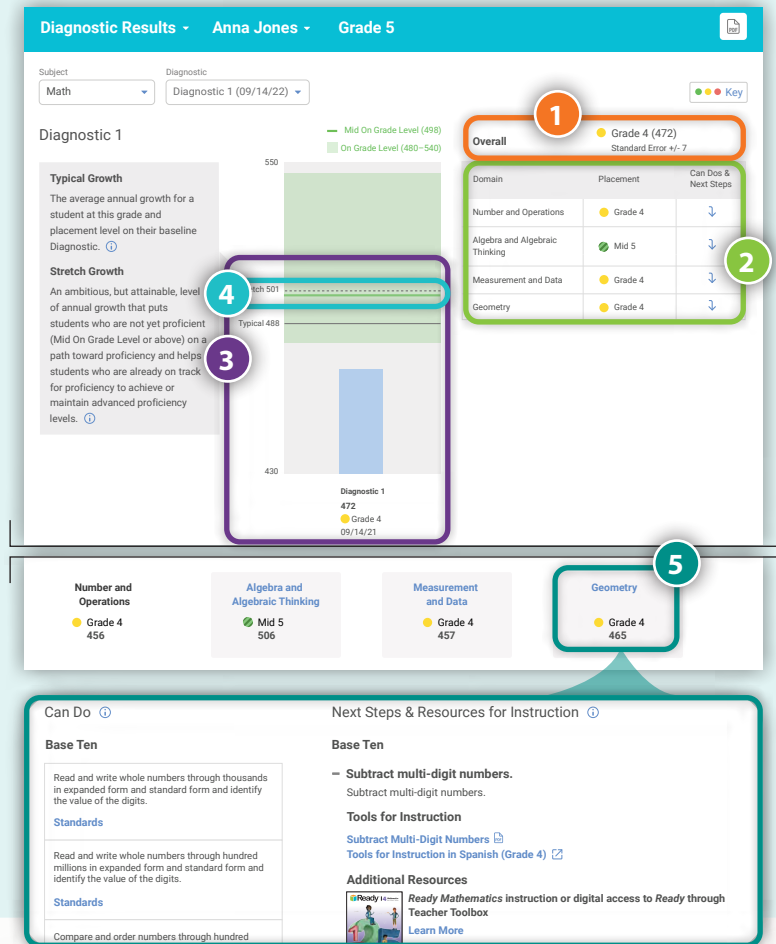 Diagnostic Results Anna Jones Grade 5
PDF
Subject
Math
Diagnostic
Diagnostic 1 (09/14/22)
Key
Diagnostic 1
Mid On Grade Level (498)
On Grade Level (480–540)
Typical Growth
The average annual growth for a
student at this grade and
placement level on their baseline
Diagnostic.
Stretch Growth
An ambitious, but attainable, level
of annual growth that puts
students who are not yet proficient
(Mid On Grade Level or above) on a
path toward proficiency and helps
students who are already on track
for proficiency to achieve or
maintain advanced proficiency
levels.
550
4
tch 501
Typical 488
3
430
Diagnostic 1
472
Grade 4
09/14/21
1
Overall
Grade 4 (472)
Standard Error +/- 7
Domain Placement Can Dos &
Next Steps
Number and Operations Grade 4
Algebra and Algebraic
Thinking
Mid 5
2
Measurement and Data Grade 4
Geometry Grade 4
5
Number and
Operations
Grade 4
456
Algebra and
Algebraic Thinking
Mid 5
506
Measurement
and Data
Grade 4
457
Geometry
Grade 4
465
Can Do
Base Ten
Read and write whole numbers through thousands
in expanded form and standard form and identify
the value of the digits.
Standards
Read and write whole numbers through hundred
millions in expanded form and standard form and
identify the value of the digits.
Standards
Compare and order numbers through hundred
Next Steps & Resources for Instruction
Base Ten
– Subtract multi-digit numbers.
Subtract multi-digit numbers.
Tools for Instruction
Subtract Multi-Digit Numbers
Tools for Instruction in Spanish (Grade 4)
Additional Resources
Ready
Ready Mathematics instruction or digital access to Ready through
Teacher Toolbox
Learn More